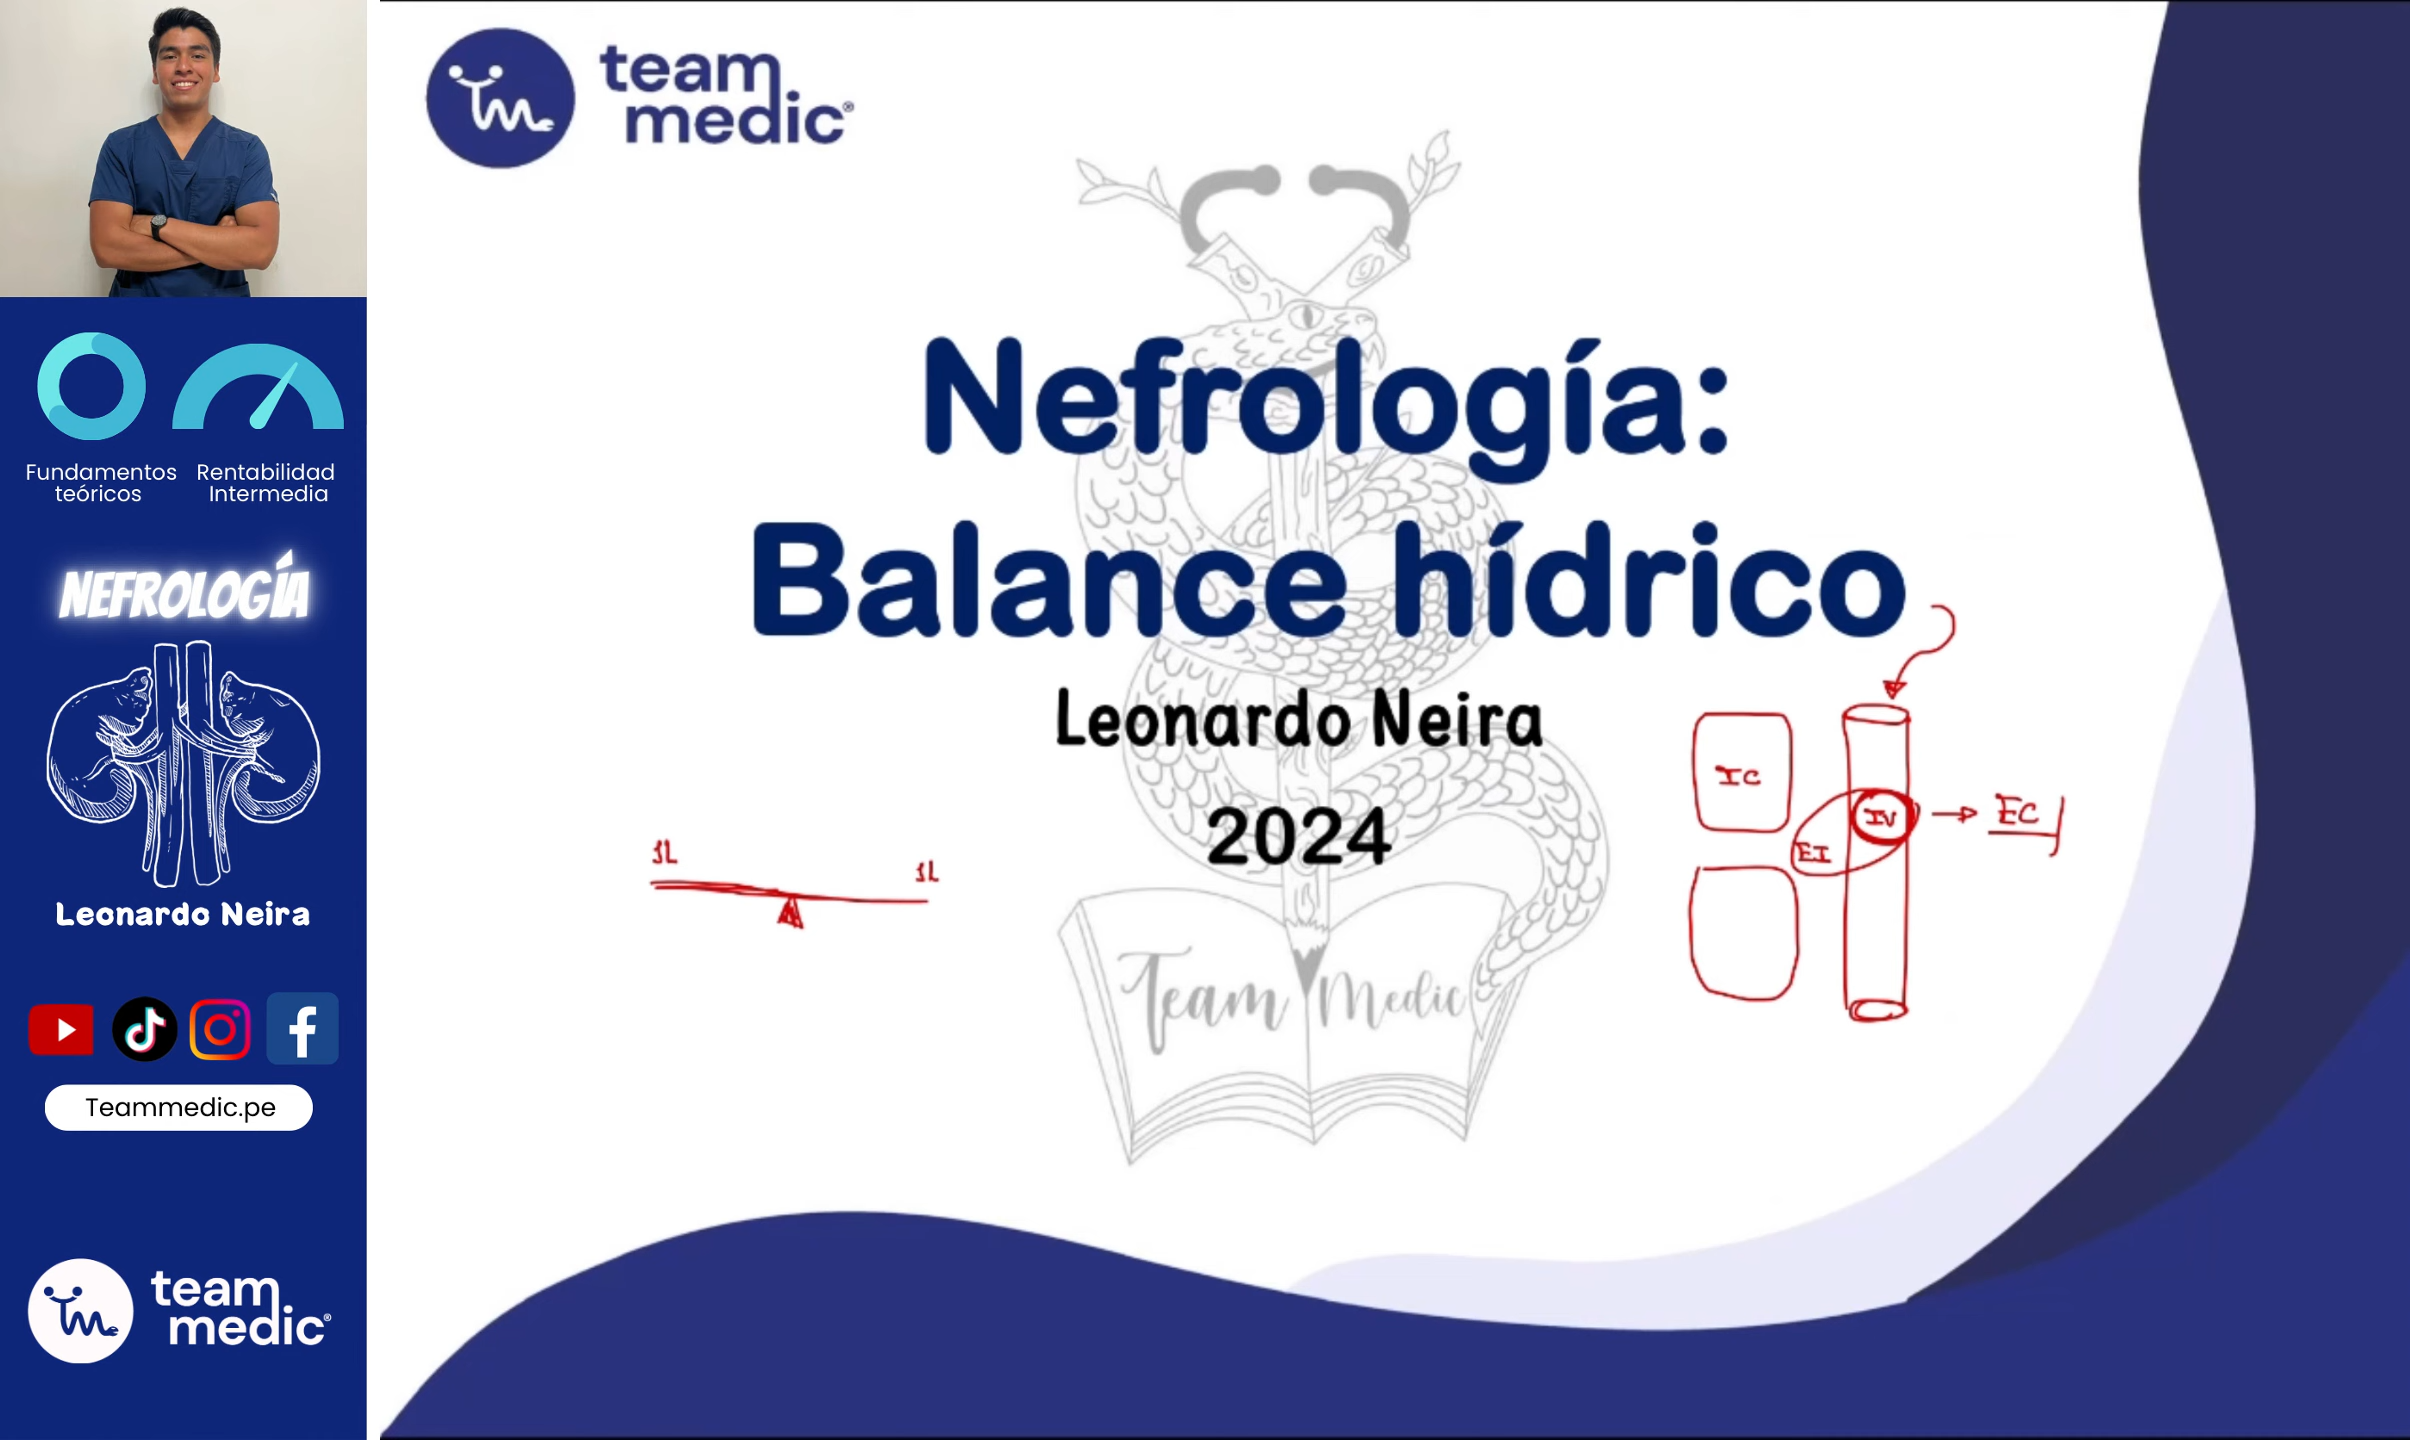 Fundamentos
teóricos
Rentabilidad
Intermedia
NEFROLOGÍA
Leonardo Neira
Teammedic.pe
team
medic®
Tm
team
medic®
Nefrología:
Balance hídrico
Leonardo Neira
2024
1L
1L
IC
IV
EI
EC
Team Medic